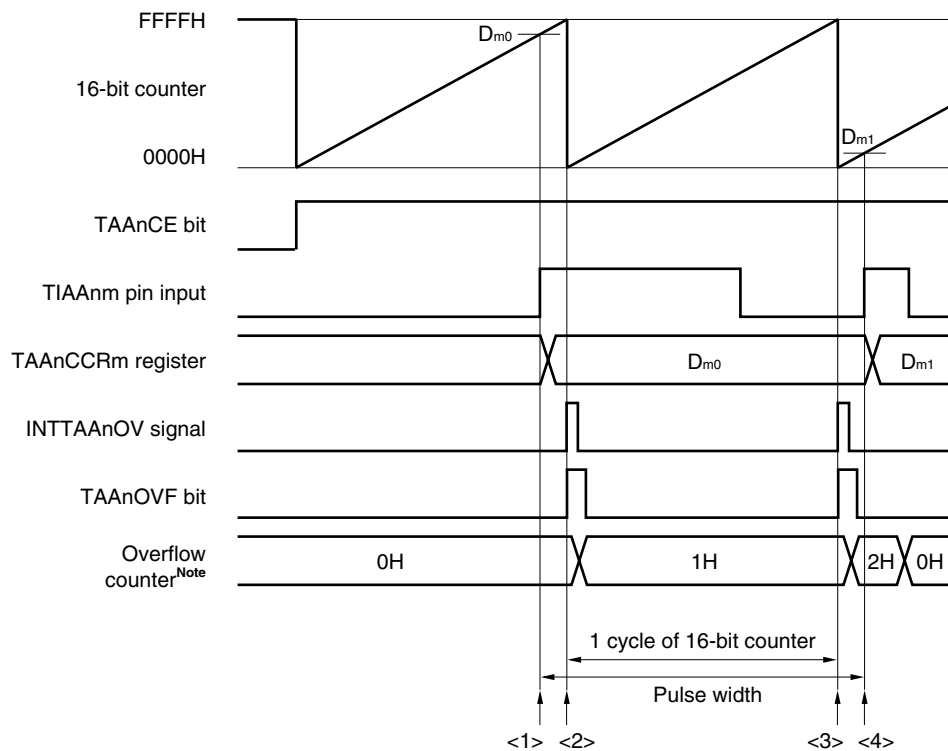 FFFFH
Dm0
16-bit counter
0000H
Dm1
TAAnCE bit
TIAAnm pin input
TAAnCCRm register
Dm0
Dm1
INTTAAnOV signal
TAAnOVF bit
Overflow
counterNote
0H
1H
2H
0H
1 cycle of 16-bit counter
Pulse width
<1> <2> <3> <4>